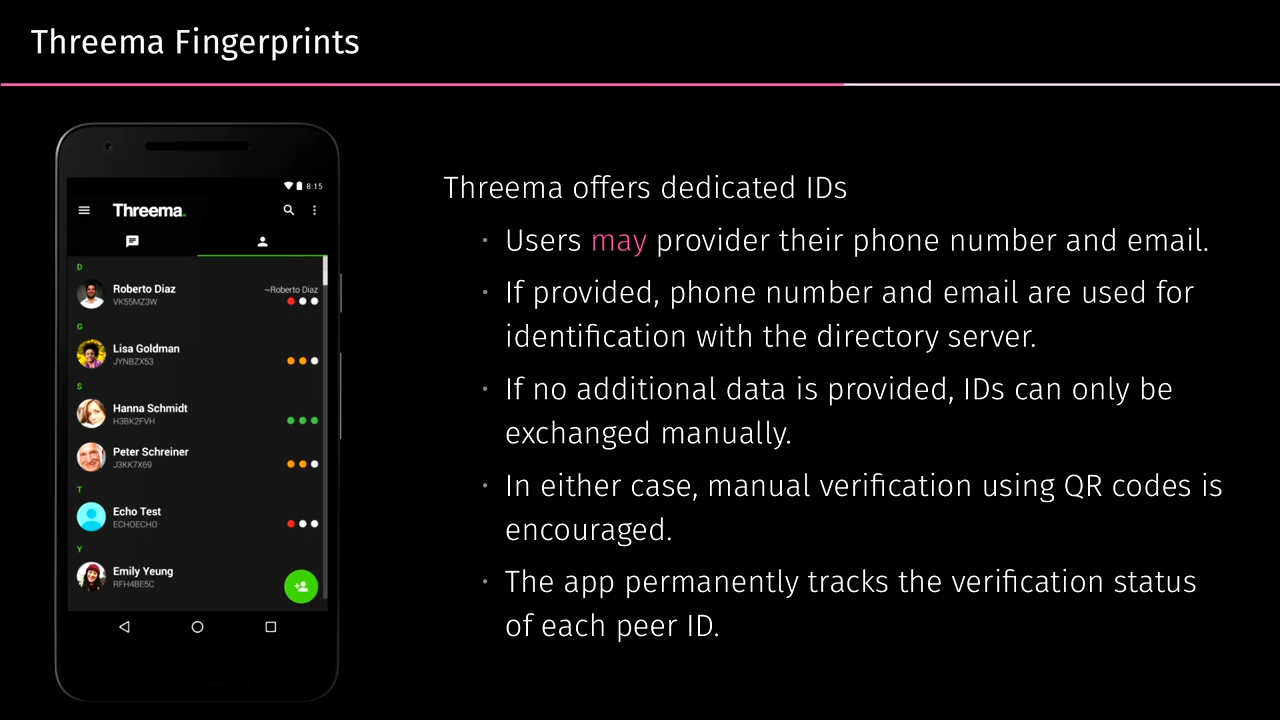 Threema Fingerprints
8:15
Threema.
D
Roberto Diaz
~Roberto Diaz
VK55MZ3W
G
Lisa Goldman
JYNBZX53
S
Hanna Schmidt
H3BK2FVH
Peter Schreiner
J3KK7X69
T
Echo Test
ECHOECHO
Y
Emily Yeung
RFH4BE5C
Threema offers dedicated IDs
· Users may provider their phone number and email.
· If provided, phone number and email are used for
identification with the directory server.
· If no additional data is provided, IDs can only be
exchanged manually.
· In either case, manual verification using QR codes is
encouraged.
· The app permanently tracks the verification status
of each peer ID.